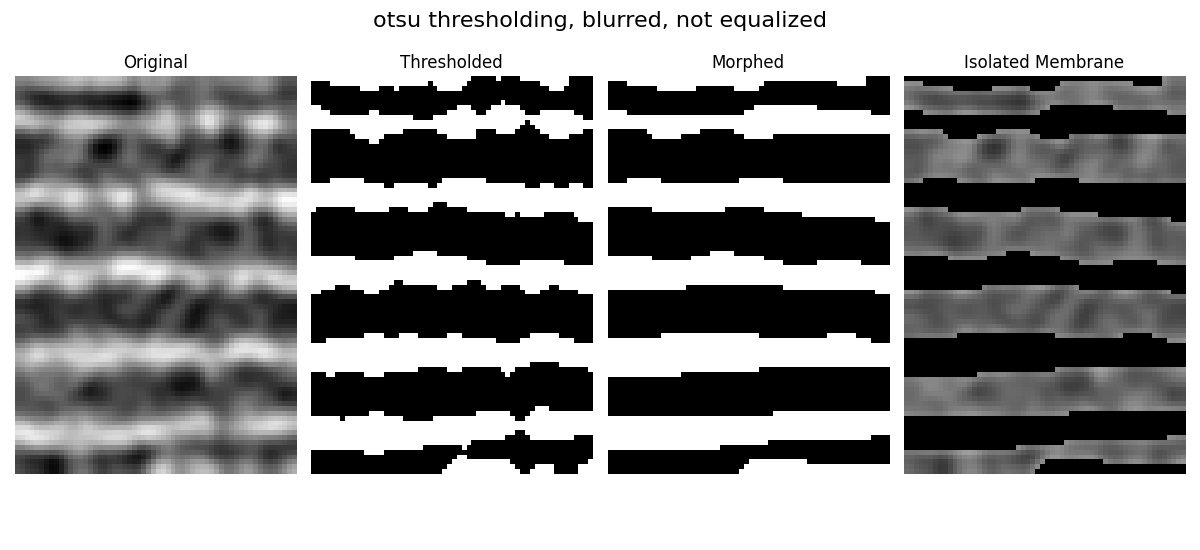 otsu thresholding, blurred, not equalized
Original
Thresholded
Morphed
Isolated Membrane